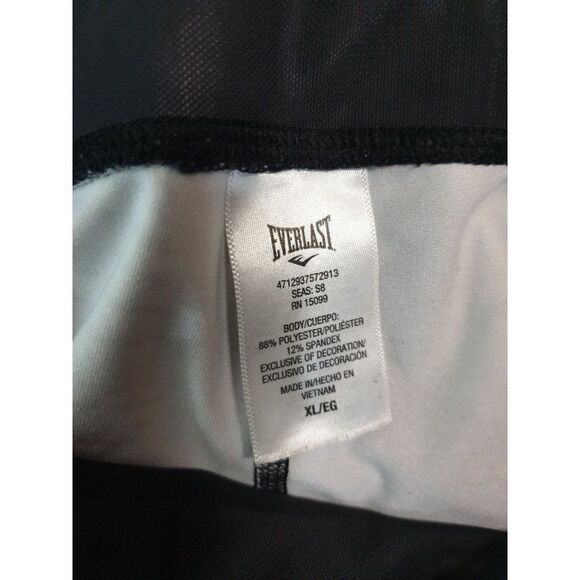 EVERLAST
4712937572913
SEAS: S8
RN 15099
BODY/CUERPO:
88% POLYESTER/POLIÉSTER
12% SPANDEX
EXCLUSIVE OF DECORATION/
EXCLUSIVO DE DECORACIÓN
MADE IN/HECHO EN
VIETNAM
XL/EG